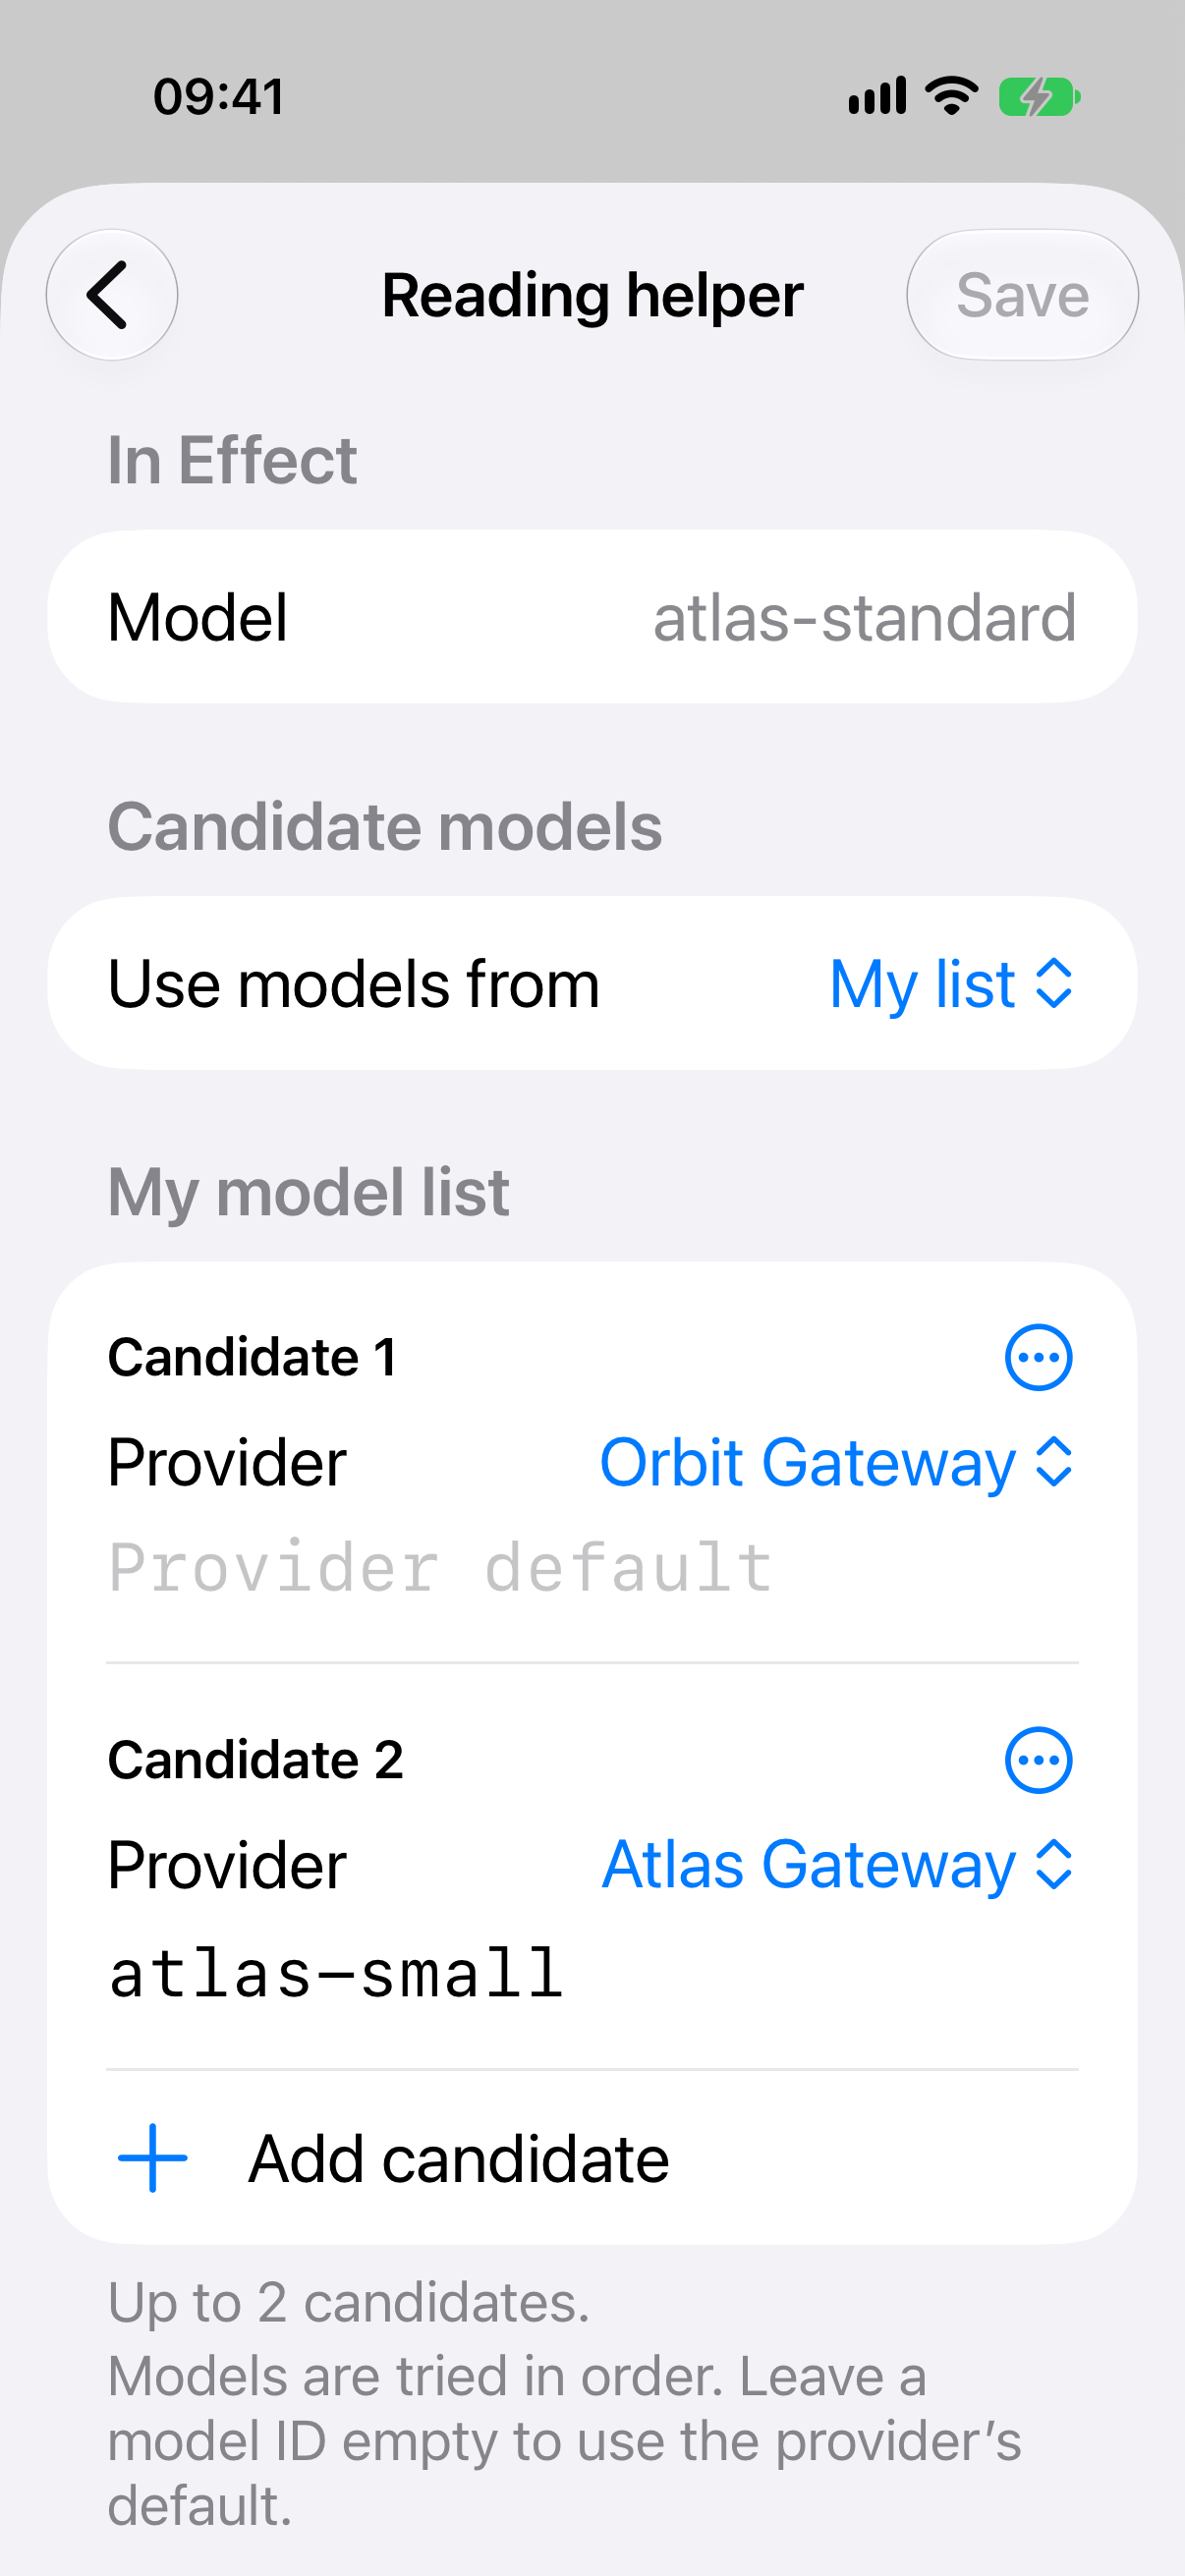 09:41
Reading helper
Save
In Effect
Model atlas-standard
Candidate models
Use models from My list
My model list
Candidate 1
Provider Orbit Gateway
Provider default
Candidate 2
Provider Atlas Gateway
atlas-small
Add candidate
Up to 2 candidates.
Models are tried in order. Leave a
model ID empty to use the provider’s
default.